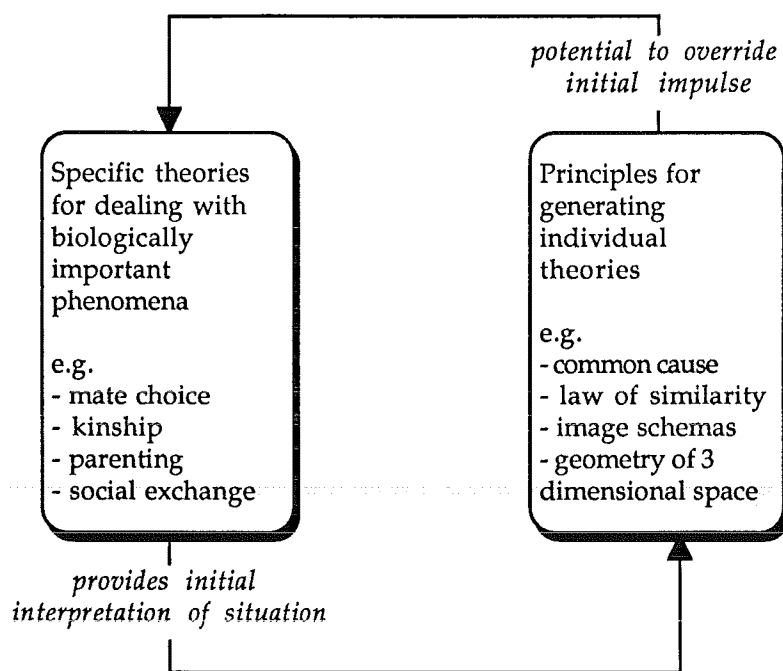 potential to override
initial impulse
Specific theories
for dealing with
biologically
important
phenomena
e.g.
- mate choice
- kinship
- parenting
- social exchange
Principles for
generating
individual
theories
e.g.
- common cause
- law of similarity
- image schemas
- geometry of 3
dimensional space
provides initial
interpretation of situation